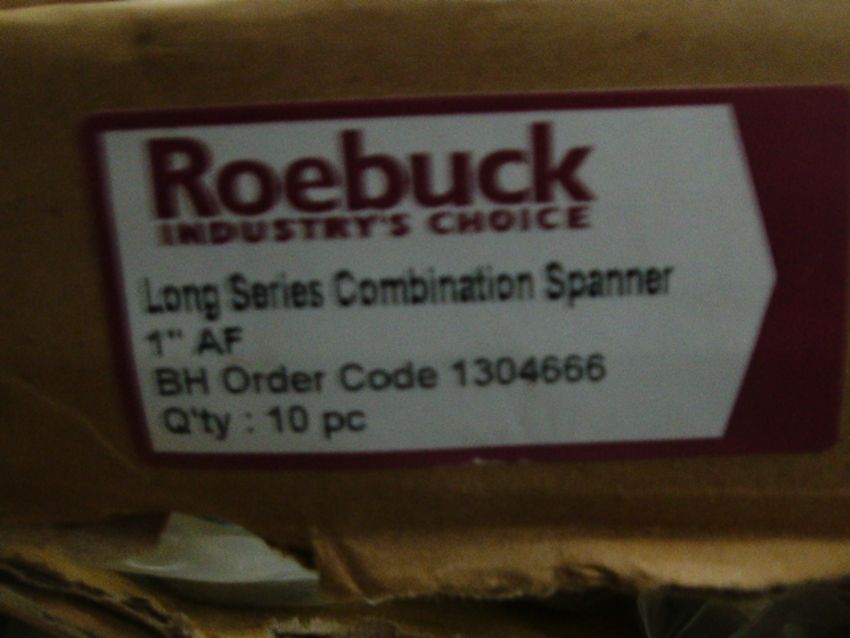 Roebuck
INDUSTRY'S CHOICE
Long Series Combination Spanner
1" AF
BH Order Code 1304666
Q'ty : 10 pc